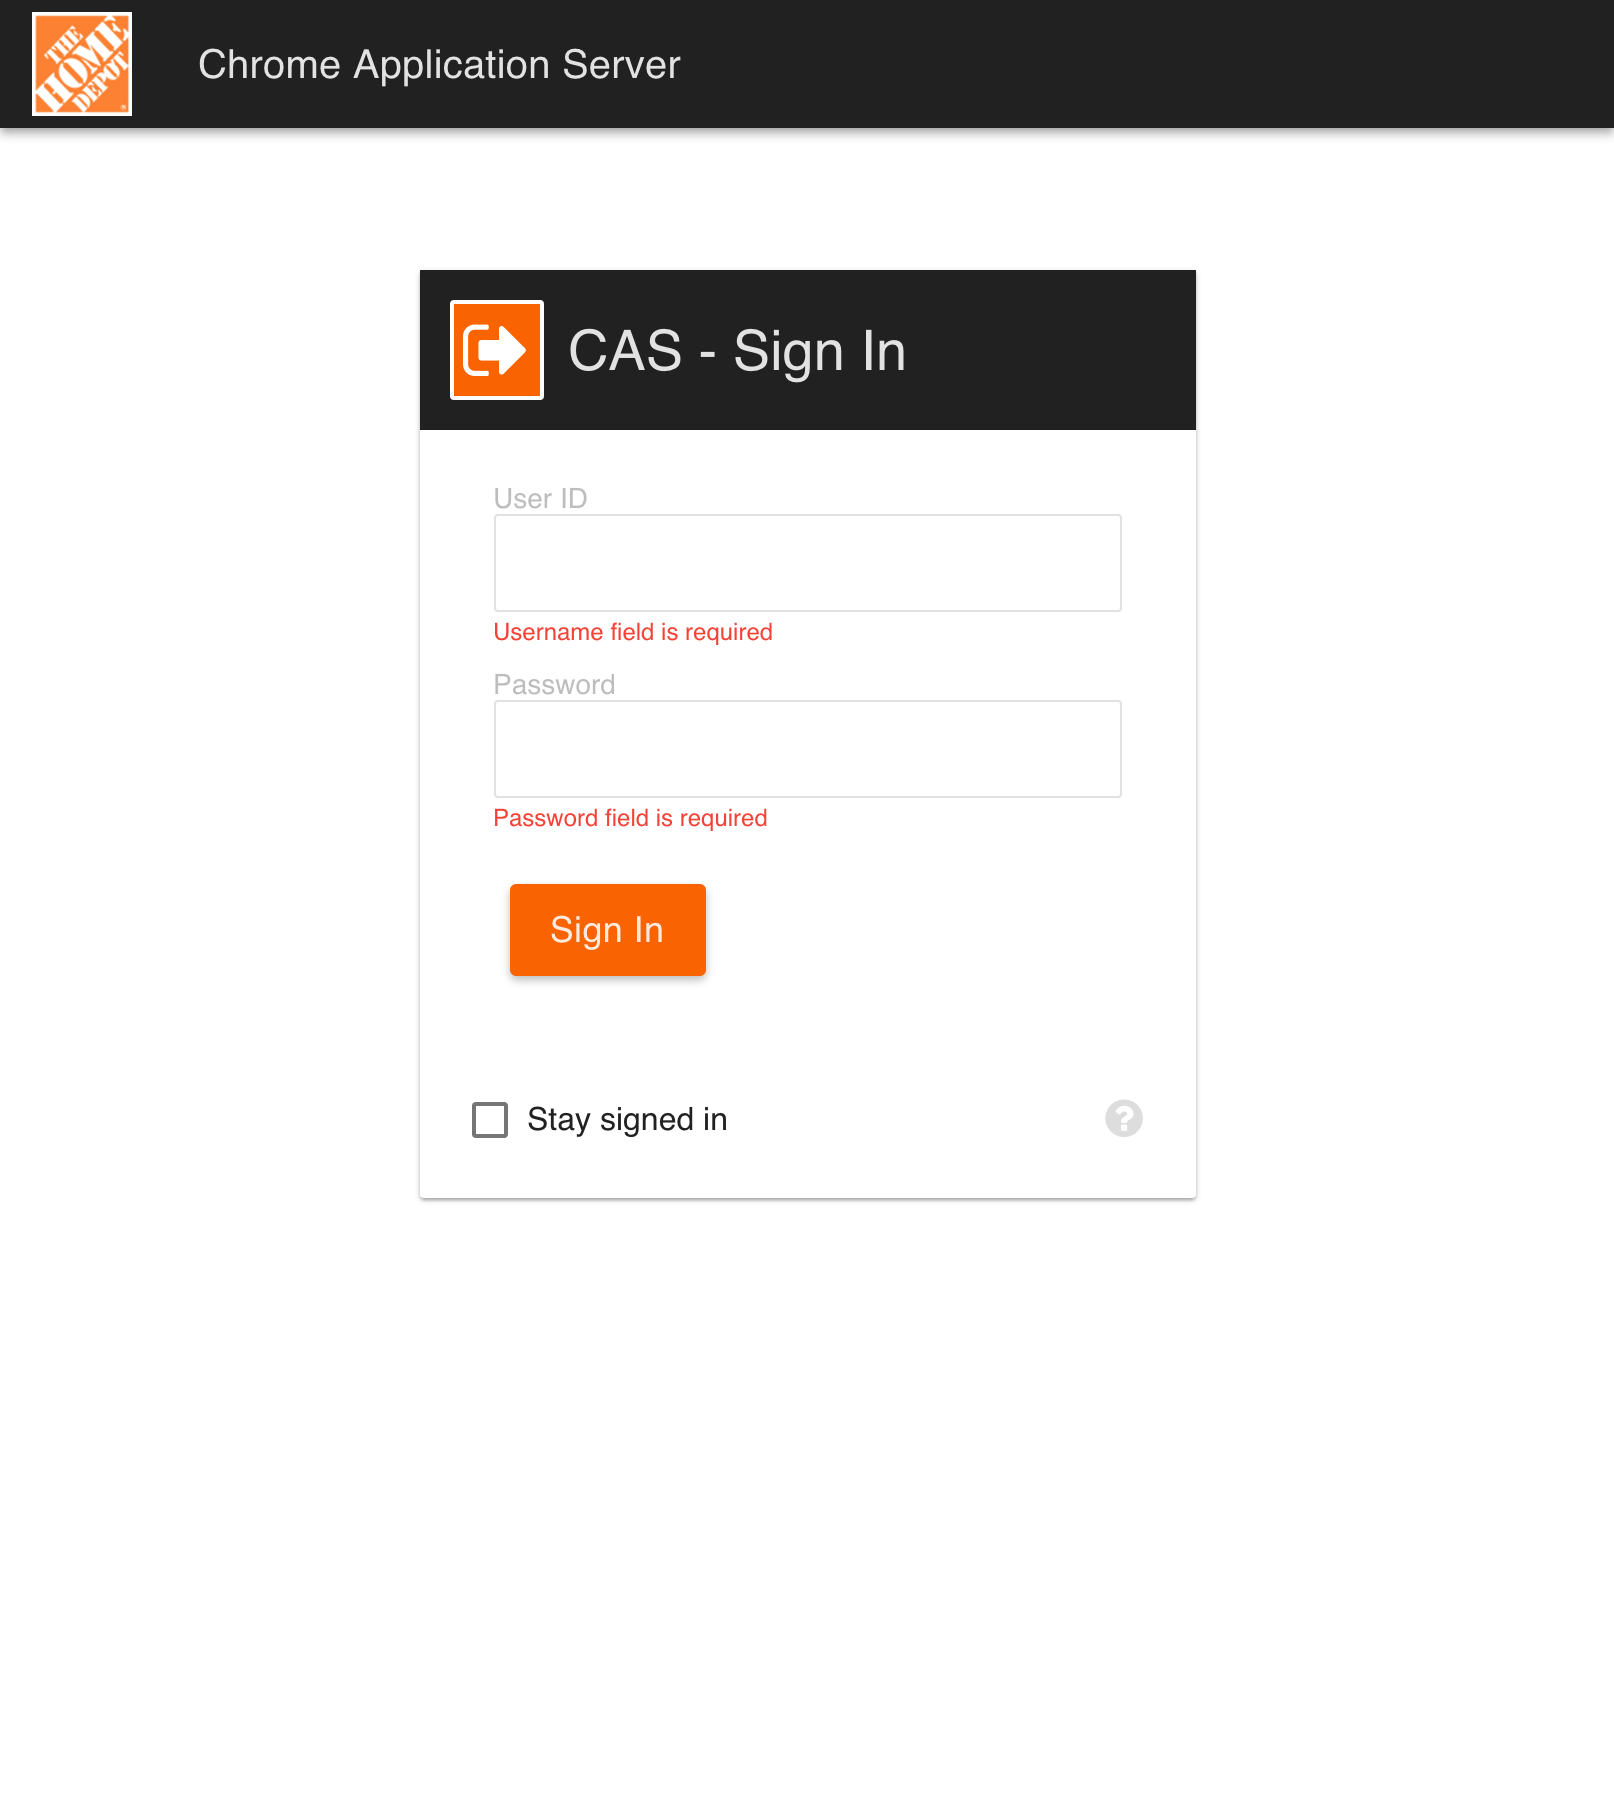 THE
HOME
DEPOT
Chrome Application Server
CAS - Sign In
User ID
Username field is required
Password
Password field is required
Sign In
Stay signed in
?